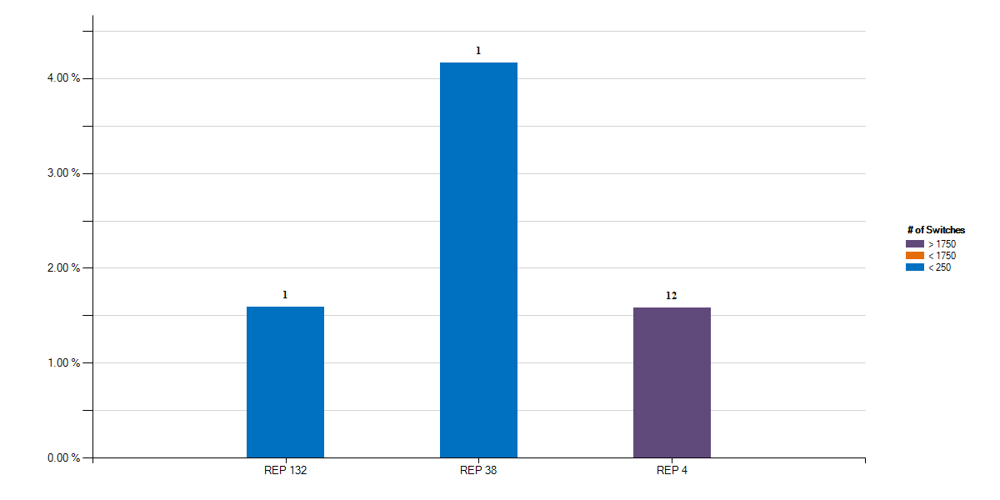 1
4.00 %
3.00 %
2.00 %
1.00 %
0.00 %
1
12
REP 132
REP 38
REP 4
# of Switches
> 1750
< 1750
< 250